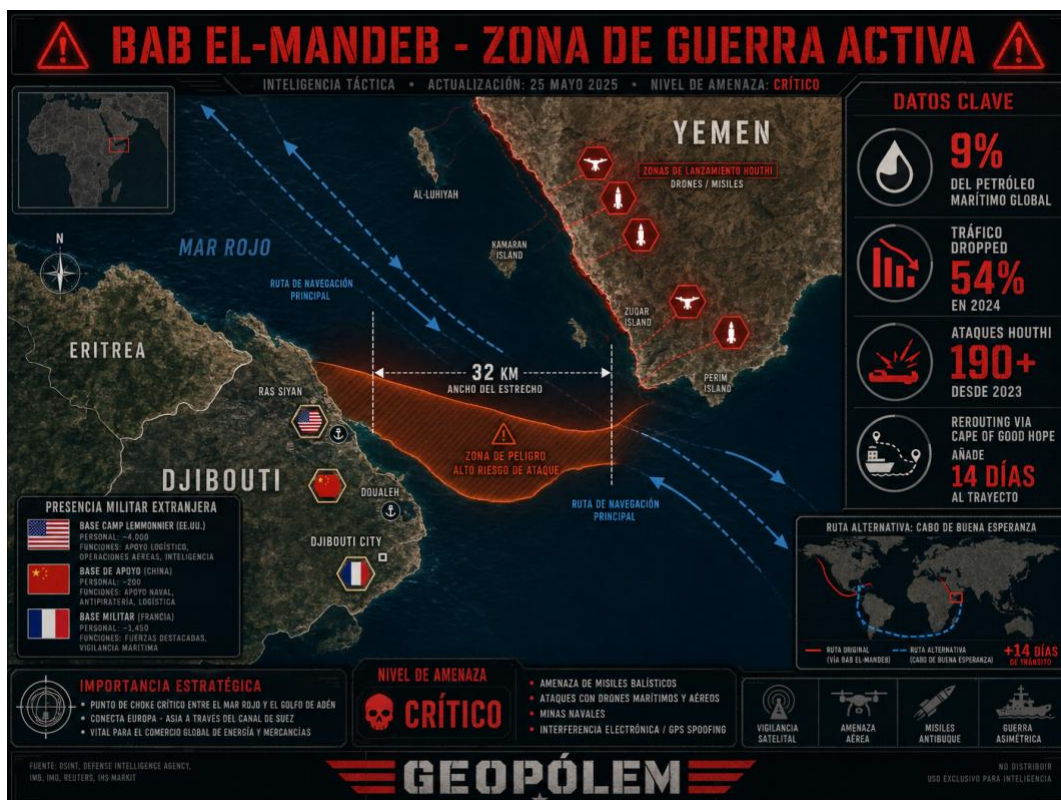 BAB EL-MANDEB - ZONA DE GUERRA ACTIVA
INTELIGENCIA TÁCTICA • ACTUALIZACIÓN: 25 MAYO 2025 • NIVEL DE AMENAZA: CRÍTICO
N
MAR ROJO
ERITREA
RUTA DE NAVEGACIÓN
PRINCIPAL
AL-LUHIYAH
KAMARAN
ISLAND
YEMEN
ZONAS DE LANZAMIENTO HOUTHI
DRONES / MISILES
ZUQAR
ISLAND
PERIM
ISLAND
32 KM
ANCHO DEL ESTRECHO
RAS SIYAN
ZONA DE PELIGRO
ALTO RIESGO DE ATAQUE
DJIBOUTI
DOUALEH
DJIBOUTI CITY
RUTA DE NAVEGACIÓN
PRINCIPAL
PRESENCIA MILITAR EXTRANJERA
BASE CAMP LEMMONNIER (EE.UU.)
PERSONAL: ~4,000
FUNCIONES: APOYO LOGÍSTICO,
OPERACIONES AÉREAS, INTELIGENCIA
BASE DE APOYO (CHINA)
PERSONAL: ~200
FUNCIONES: APOYO NAVAL,
ANTIPIRATERÍA, LOGÍSTICA
BASE MILITAR (FRANCIA)
PERSONAL: ~1,450
FUNCIONES: FUERZAS DESTACADAS,
VIGILANCIA MARÍTIMA
DATOS CLAVE
9%
DEL PETRÓLEO
MARÍTIMO GLOBAL
TRÁFICO
DROPPED
54%
EN 2024
ATAQUES HOUTHI
190+
DESDE 2023
REROUTING VIA
CAPE OF GOOD HOPE
AÑADE
14 DÍAS
AL TRAYECTO
RUTA ALTERNATIVA: CABO DE BUENA ESPERANZA
RUTA ORIGINAL
(VÍA BAB EL-MANDEB)
RUTA ALTERNATIVA
(CABO DE BUENA ESPERANZA)
+14 DÍAS
DE TRÁNSITO
IMPORTANCIA ESTRATÉGICA
• PUNTO DE CHOKE CRÍTICO ENTRE EL MAR ROJO Y EL GOLFO DE ADÉN
• CONECTA EUROPA - ASIA A TRAVÉS DEL CANAL DE SUEZ
• VITAL PARA EL COMERCIO GLOBAL DE ENERGÍA Y MERCANCÍAS
NIVEL DE AMENAZA
CRÍTICO
• AMENAZA DE MISILES BALÍSTICOS
• ATAQUES CON DRONES MARÍTIMOS Y AÉREOS
• MINAS NAVALES
• INTERFERENCIA ELECTRÓNICA / GPS SPOOFING
VIGILANCIA
SATELITAL
AMENAZA
AÉREA
MISILES
ANTIBUQUE
GUERRA
ASIMÉTRICA
FUENTE: OSINT, DEFENSE INTELLIGENCE AGENCY,
IMB, IMO, REUTERS, IHS MARKIT
GEOPÓLEM
NO DISTRIBUIR
USO EXCLUSIVO PARA INTELIGENCIA